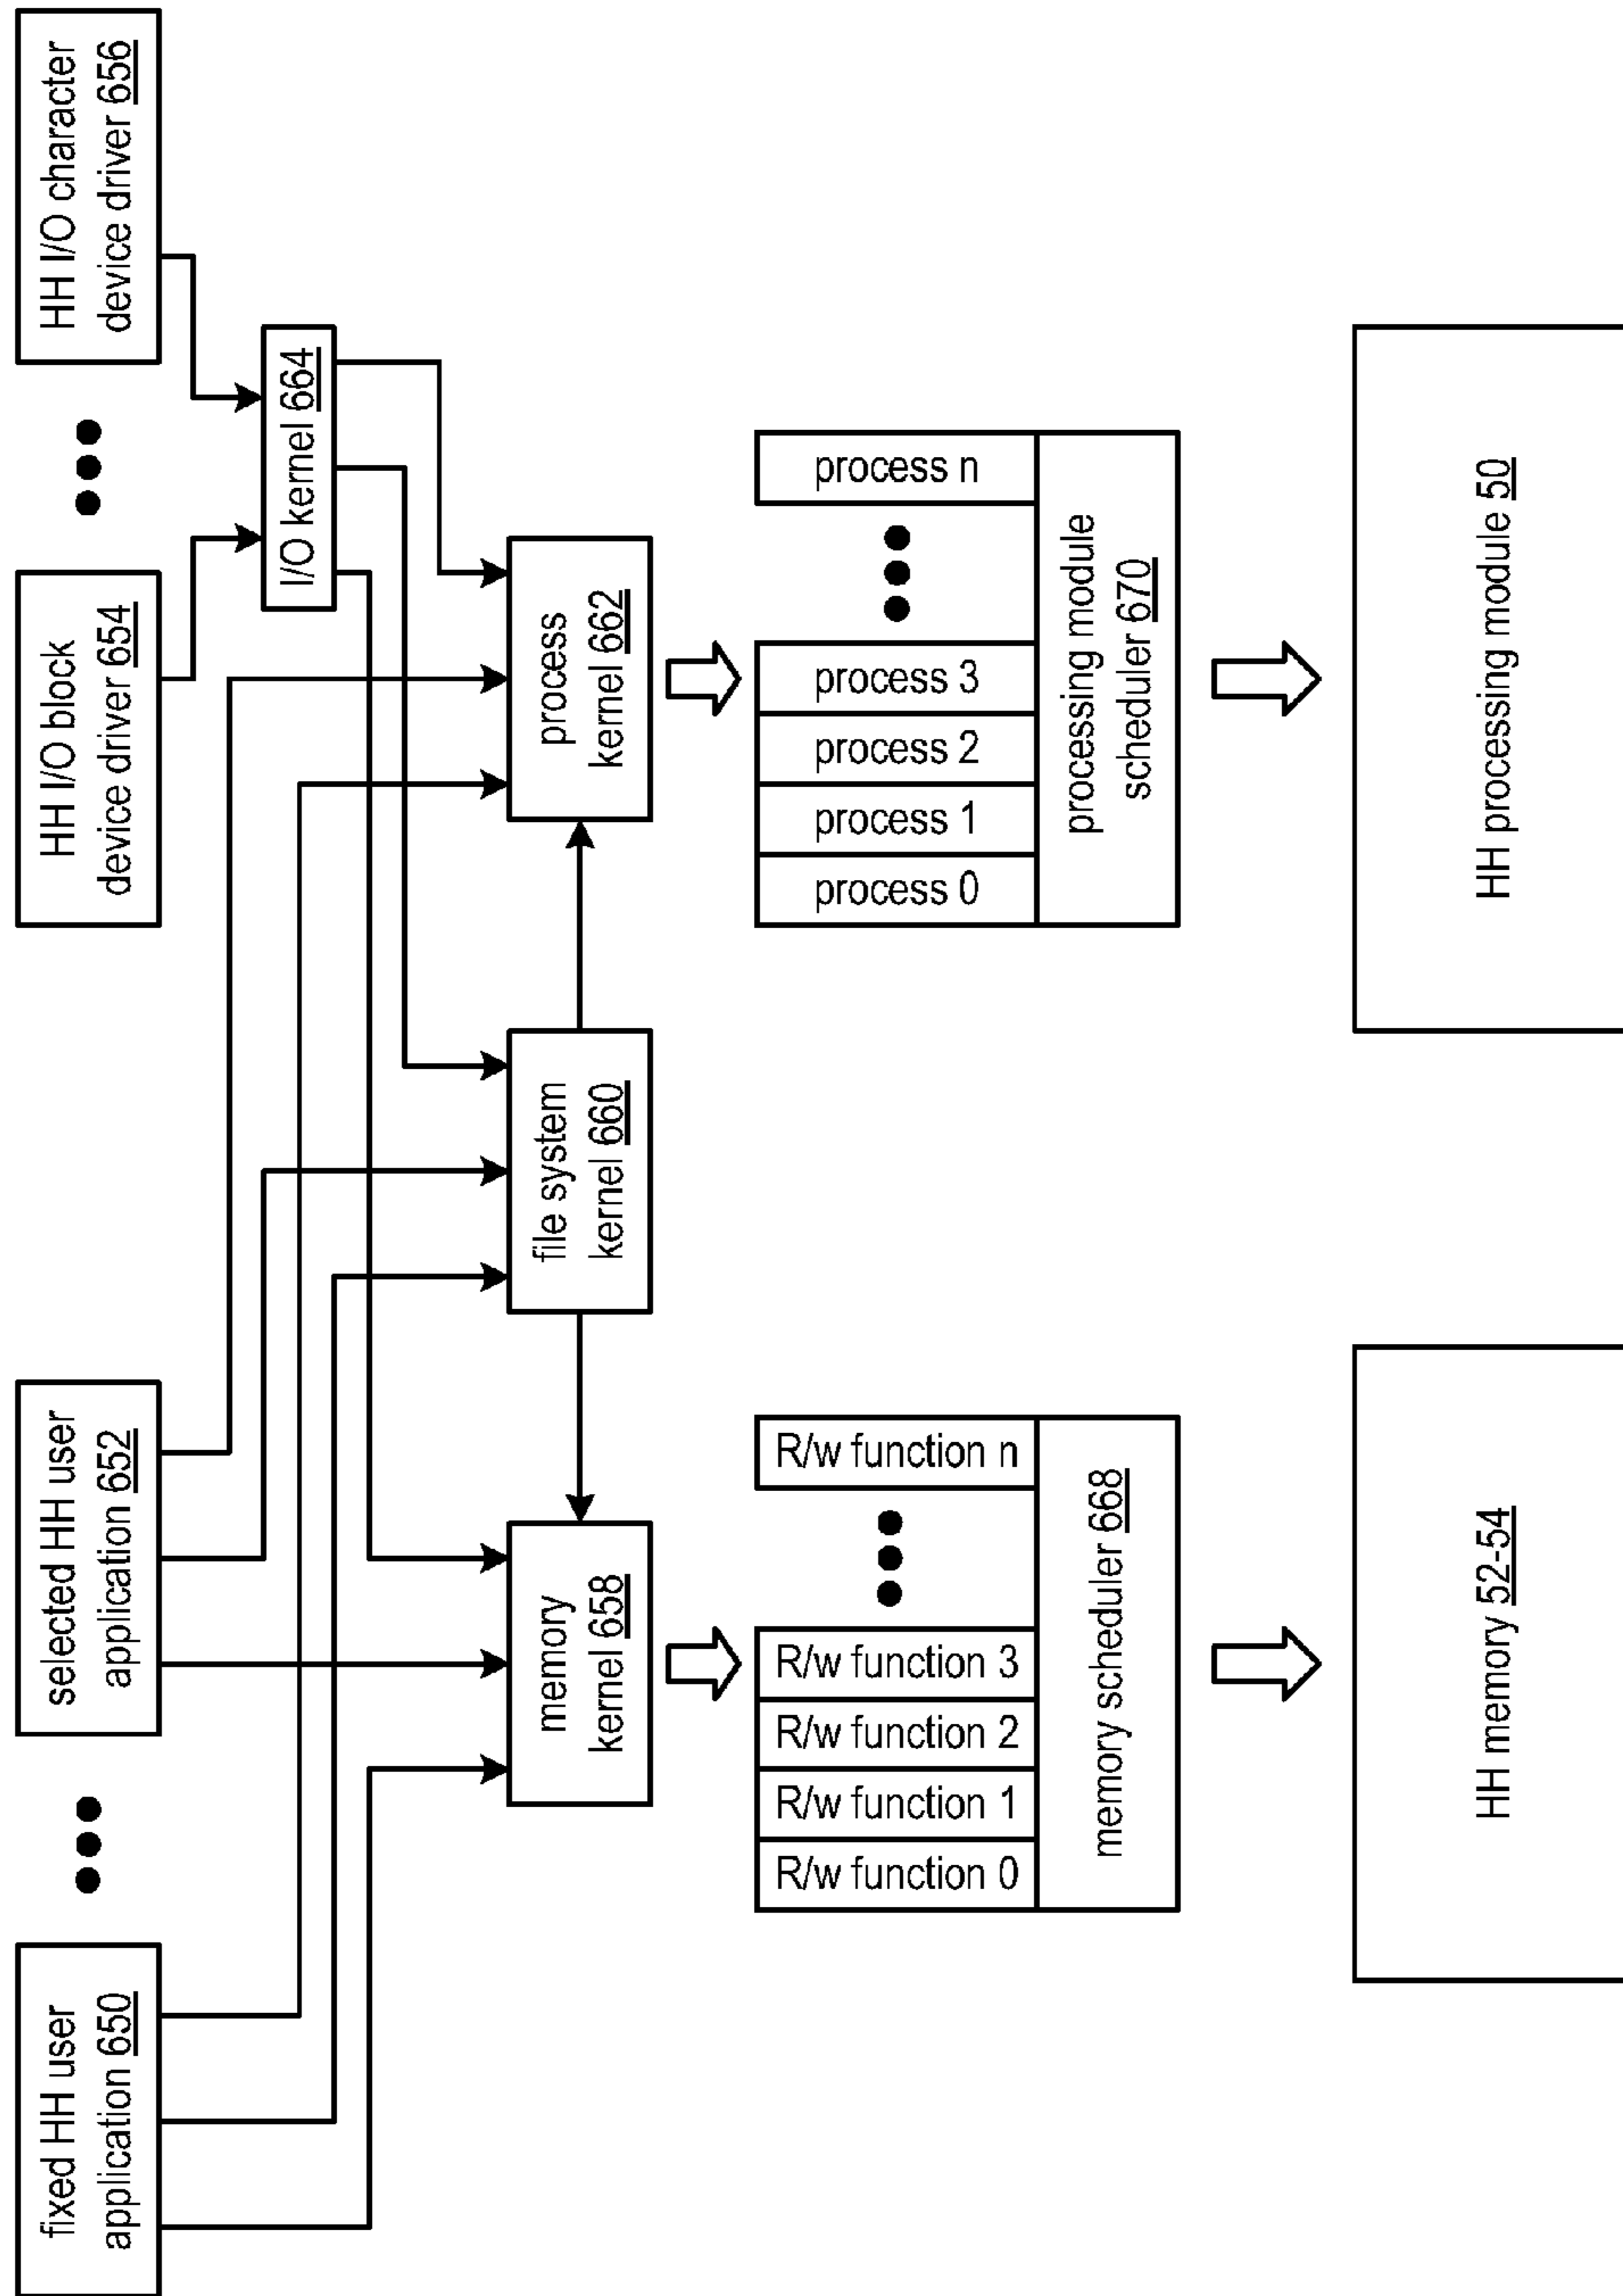 fixed HH user
application 650
selected HH user
application 652
HH I/O block
device driver 654
HH I/O character
device driver 656
I/O kernel 664
memory
kernel 658
file system
kernel 660
process
kernel 662
R/w function 0
R/w function 1
R/w function 2
R/w function 3
R/w function n
memory scheduler 668
process 0
process 1
process 2
process 3
process n
processing module
scheduler 670
HH memory 52-54
HH processing module 50